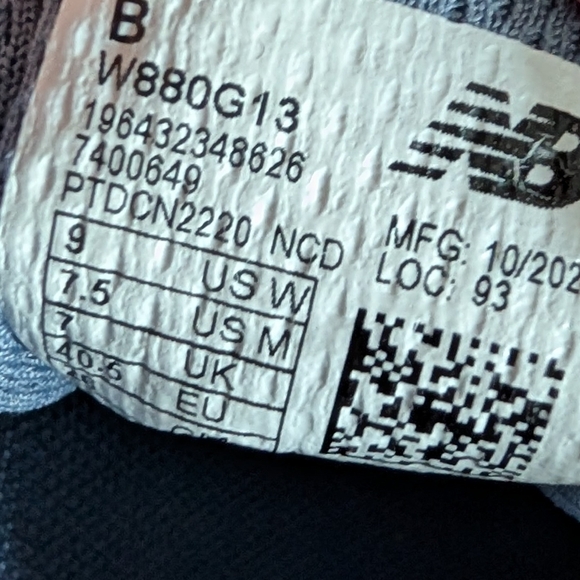 B
W880G13
196432348626
7400649
PTDCN2220 NCD
9 US W
7.5 US M
7 UK
40.5 EU
NB
MFG: 10/202
LOC: 93